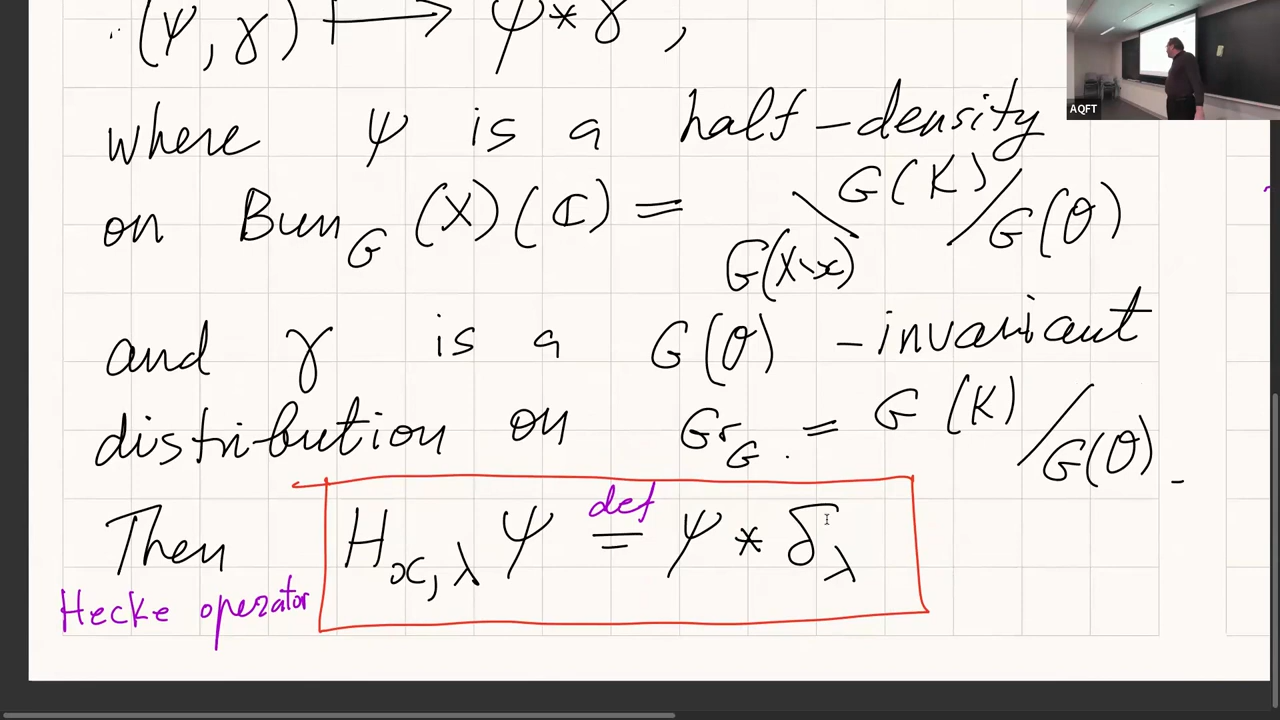 (ψ, γ) ⟼ ψ * γ ,
AQFT
where ψ is a half-density
on Bun_G (X)(ℂ) = G(X∖x) \ G(K) / G(O)
and γ is a G(O) -invariant
distribution on Gr_G = G(K) / G(O) .
Then H_{x,λ} ψ def = ψ * δ_λ
Hecke operator